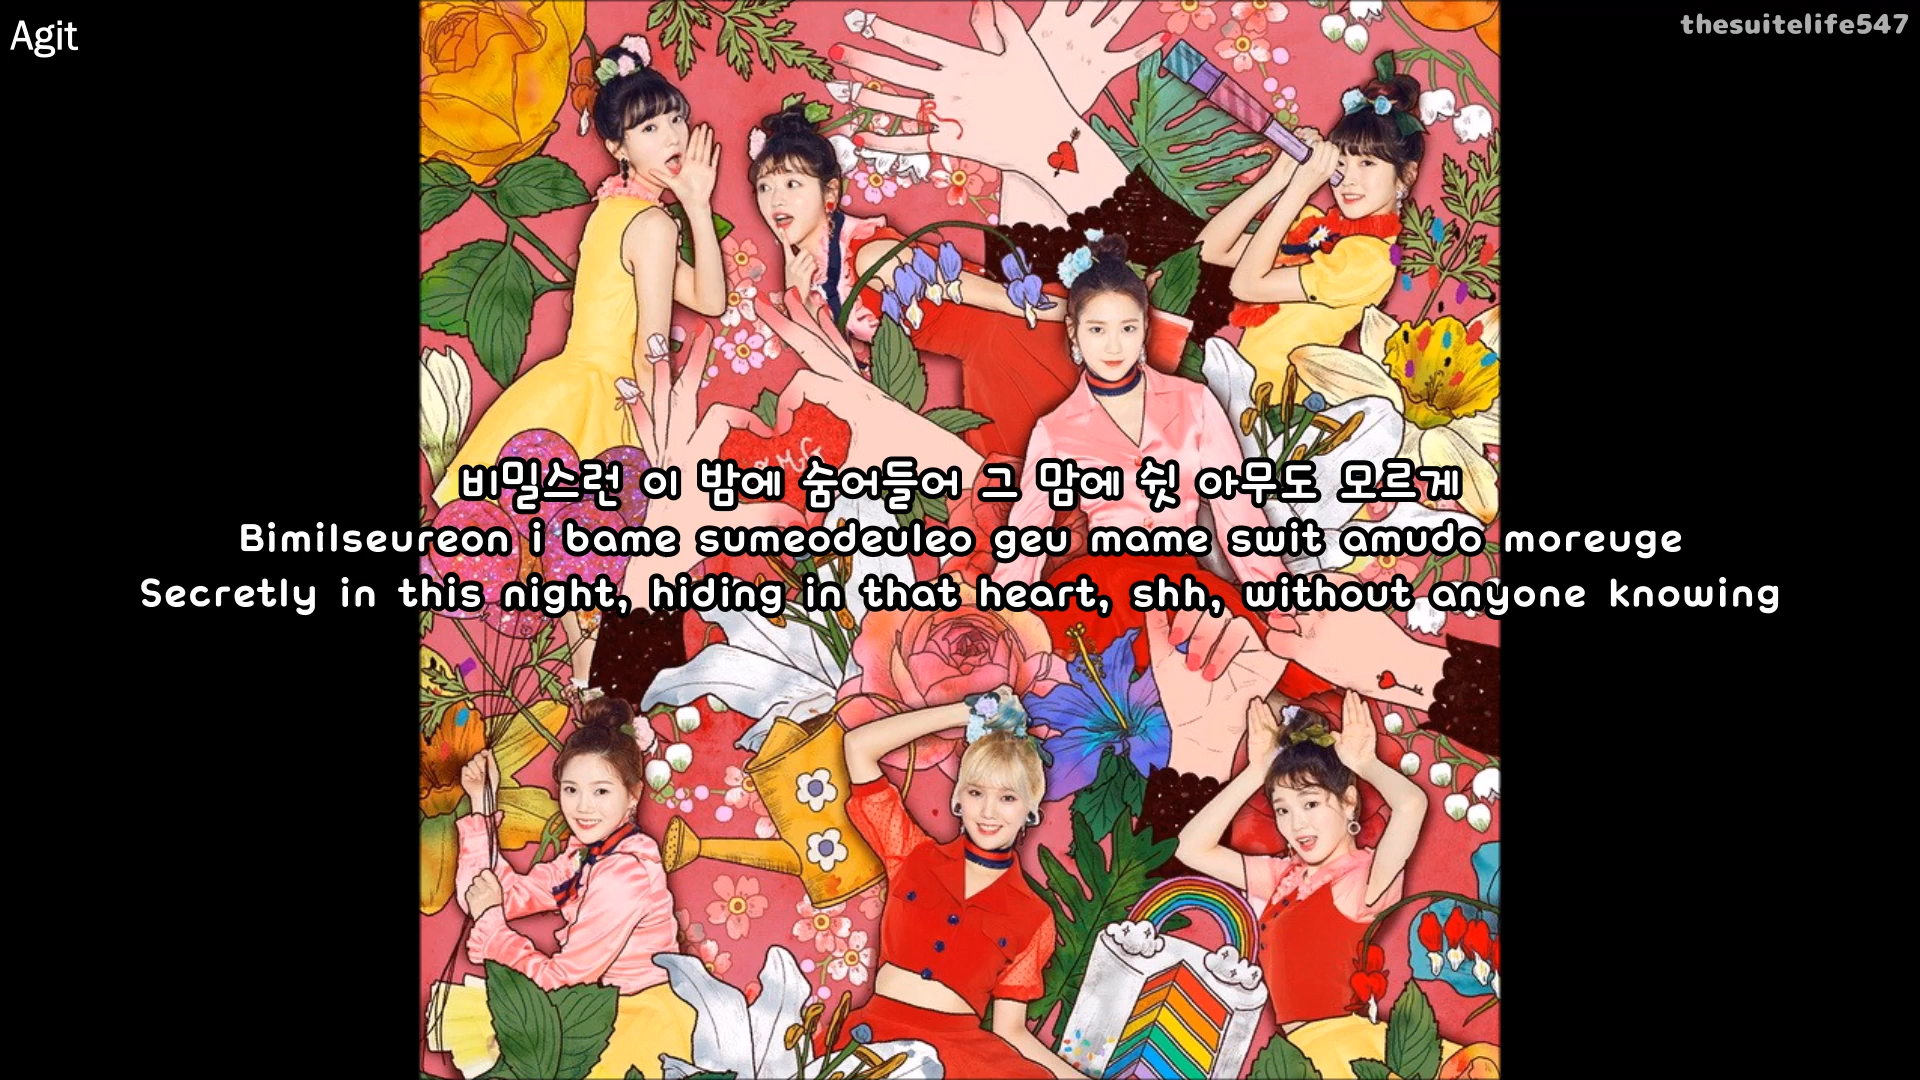 Agit
thesuitelife547
비밀스런 이 밤에 숨어들어 그 맘에 쉿 아무도 모르게
Bimilseureon i bame sumeodeuleo geu mame swit amudo moreuge
Secretly in this night, hiding in that heart, shh, without anyone knowing
OMG